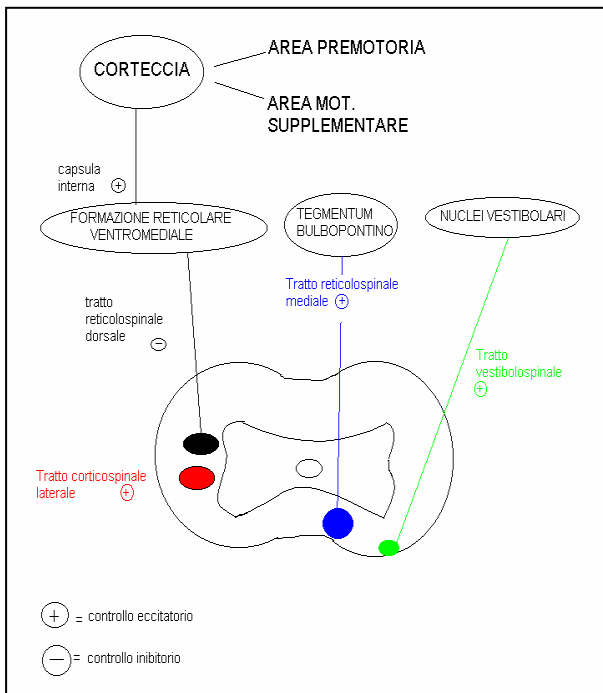 AREA PREMOTORIA
CORTECCIA
AREA MOT.
SUPPLEMENTARE
capsula
interna +
FORMAZIONE RETICOLARE
VENTROMEDIALE
TEGMENTUM
BULBOPONTINO
NUCLEI VESTIBOLARI
Tratto reticolospinale
mediale +
tratto
reticolospinale
dorsale −
Tratto
vestibolospinale
+
Tratto corticospinale
laterale +
+ = controllo eccitatorio
− = controllo inibitorio